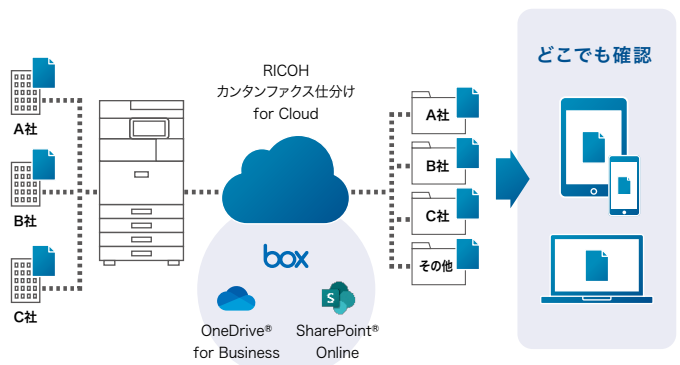 どこでも確認
RICOH
カンタンファクス仕分け
for Cloud
A社
B社
C社
A社
B社
C社
その他
box
S
OneDrive®
for Business
SharePoint®
Online